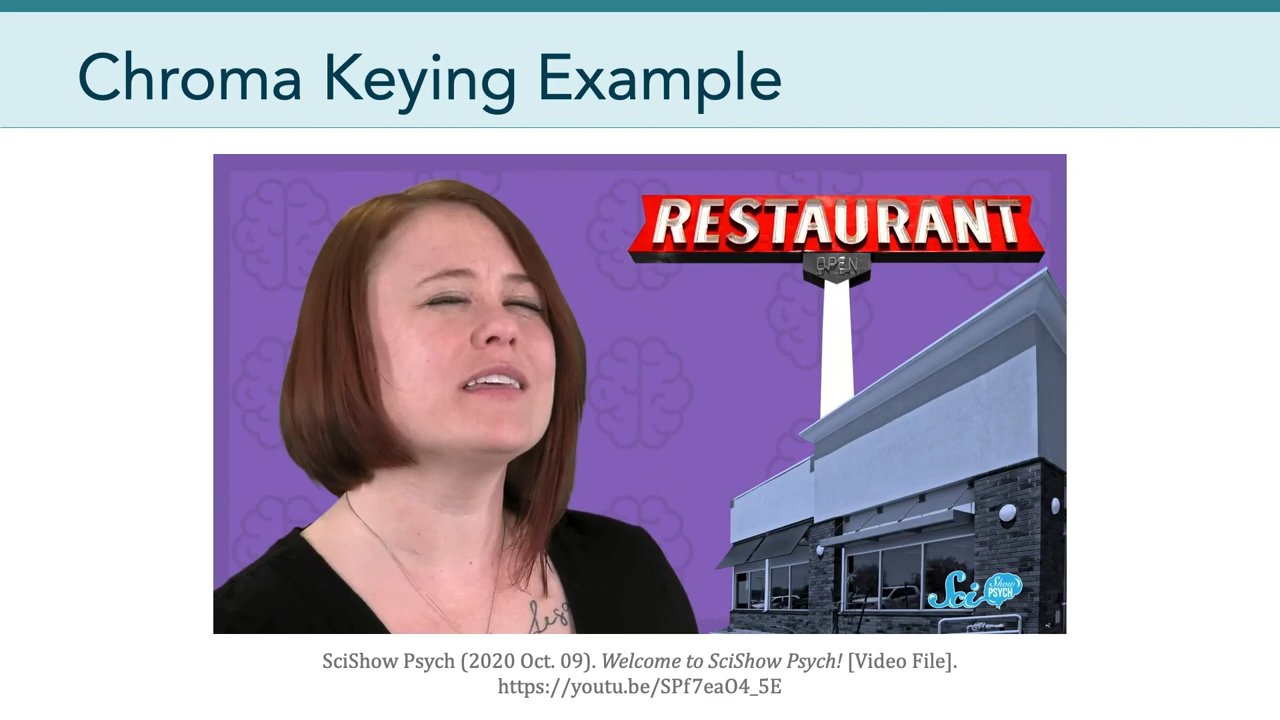 Chroma Keying Example
RESTAURANT
OPEN
Sci Show PSYCH
SciShow Psych (2020 Oct. 09). Welcome to SciShow Psych! [Video File].
https://youtu.be/SPf7eaO4_5E